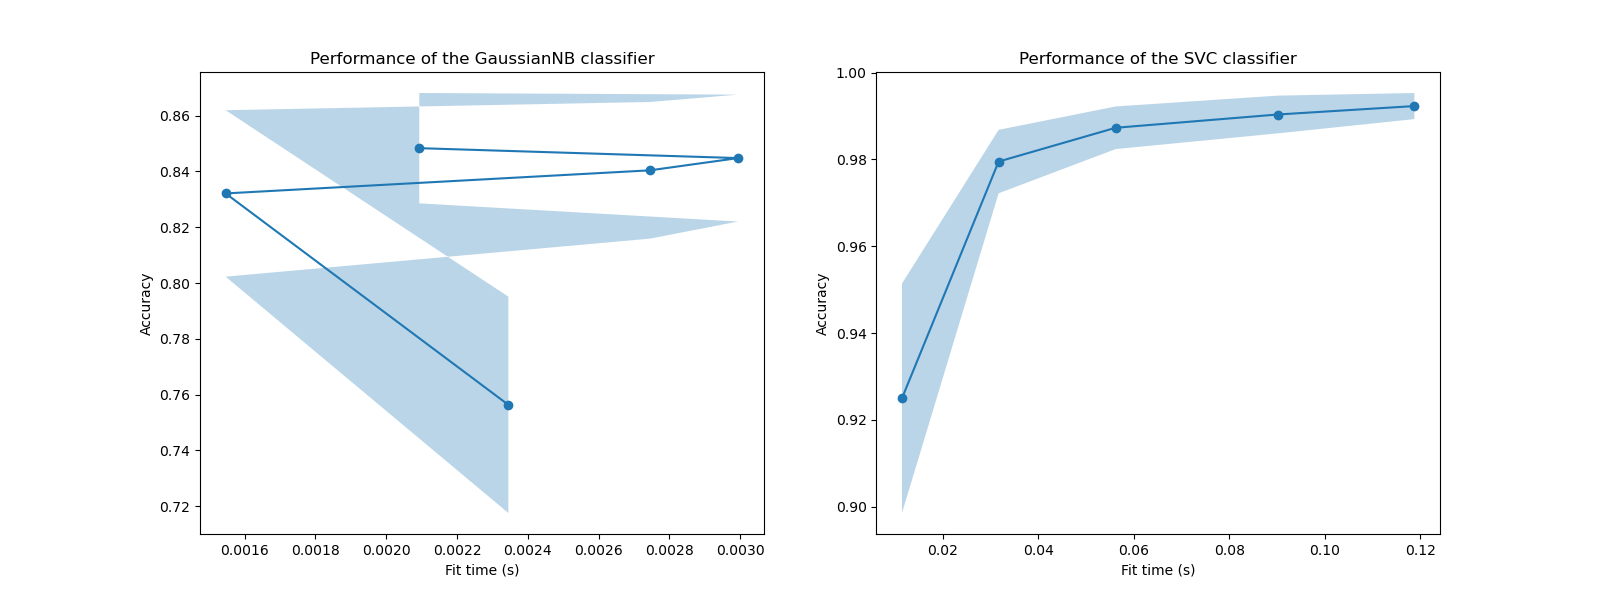 Performance of the GaussianNB classifier
Accuracy
0.86
0.84
0.82
0.80
0.78
0.76
0.74
0.72
0.0016 0.0018 0.0020 0.0022 0.0024 0.0026 0.0028 0.0030
Fit time (s)
Performance of the SVC classifier
Accuracy
1.00
0.98
0.96
0.94
0.92
0.90
0.02 0.04 0.06 0.08 0.10 0.12
Fit time (s)